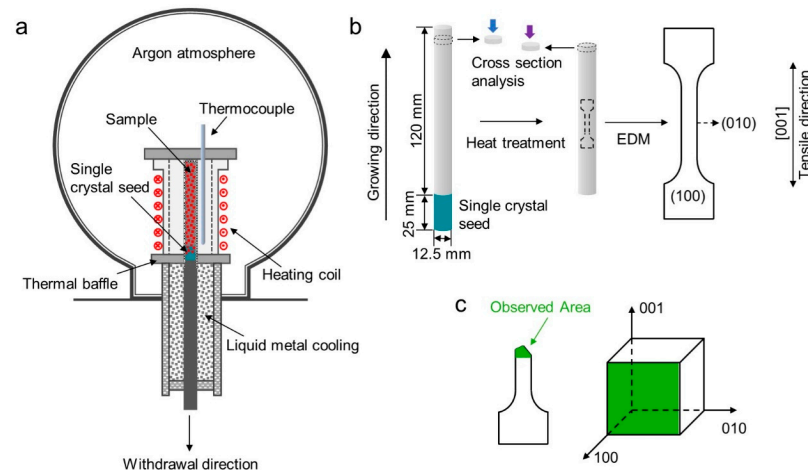 a
Argon atmosphere
Thermocouple
Sample
Single
crystal seed
Thermal baffle
Heating coil
Liquid metal cooling
Withdrawal direction
b
Growing direction
120 mm
25 mm
12.5 mm
Single crystal
seed
Cross section
analysis
Heat treatment
EDM
(010)
(100)
[001]
Tensile direction
c
Observed Area
001
010
100